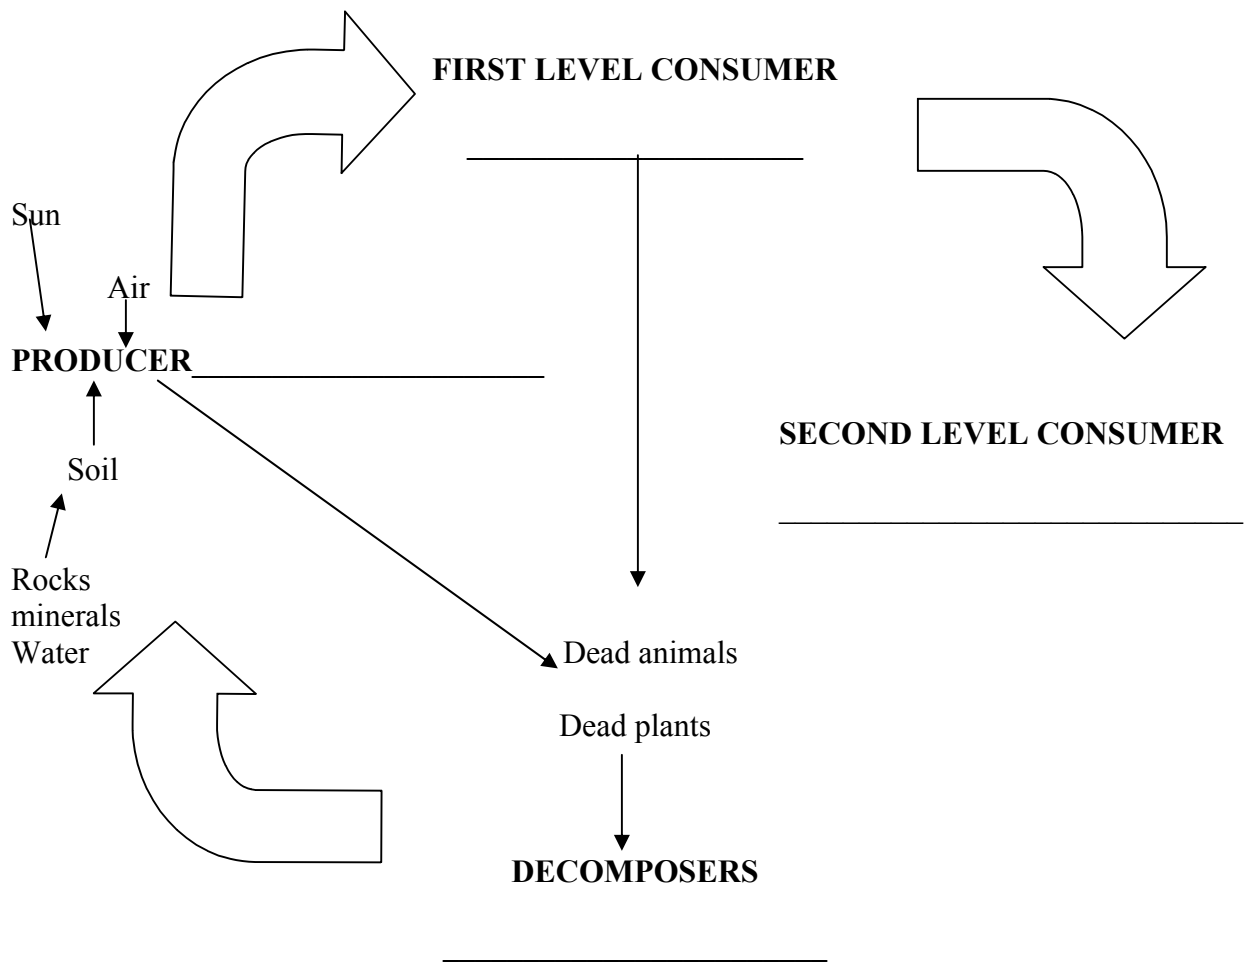 FIRST LEVEL CONSUMER
Sun
Air
PRODUCER
SECOND LEVEL CONSUMER
Soil
Rocks
minerals
Water
Dead animals
Dead plants
DECOMPOSERS